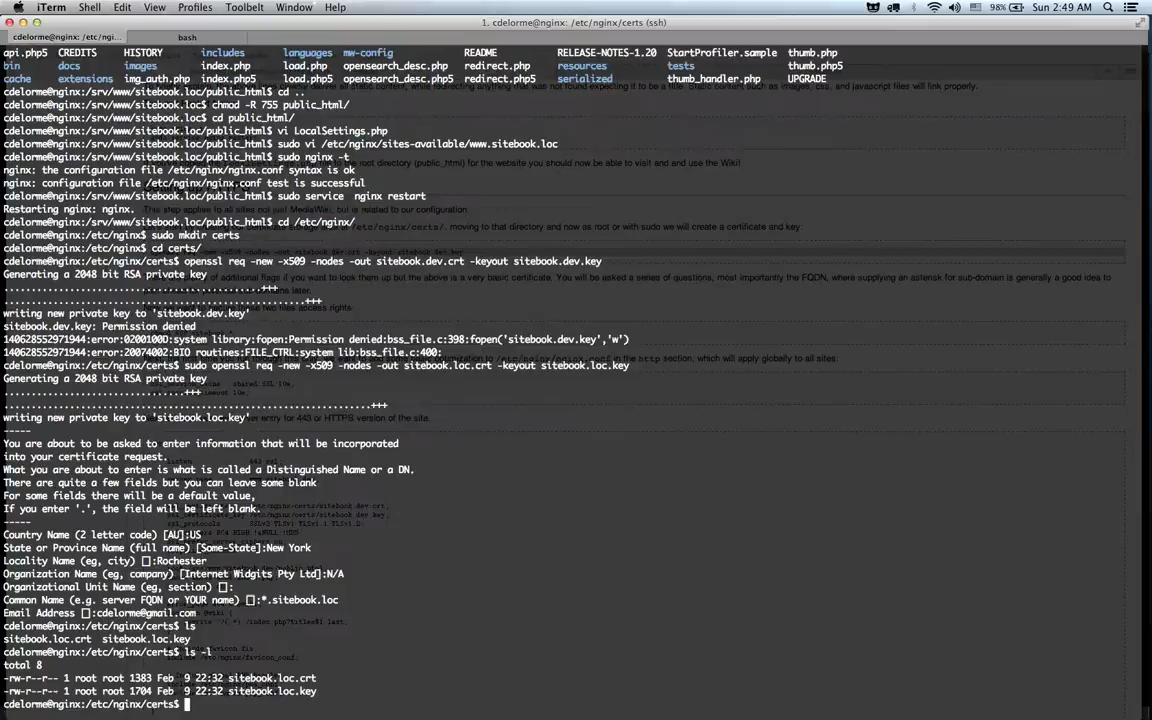 iTerm Shell Edit View Profiles Toolbelt Window Help 98% Sun 2:49 AM
1. cdelorme@nginx: /etc/nginx/certs (ssh)
cdelorme@nginx: /etc/ngi... bash
api.php5 CREDITS HISTORY includes languages mw-config README RELEASE-NOTES-1.20 StartProfiler.sample thumb.php
bin docs images index.php load.php opensearch_desc.php redirect.php resources tests thumb.php5
cache extensions img_auth.php index.php5 load.php5 opensearch_desc.php5 redirect.php5 serialized thumb_handler.php UPGRADE
cdelorme@nginx:/srv/www/sitebook.loc/public_html$ cd ..
cdelorme@nginx:/srv/www/sitebook.loc$ chmod -R 755 public_html/
cdelorme@nginx:/srv/www/sitebook.loc$ cd public_html/
cdelorme@nginx:/srv/www/sitebook.loc/public_html$ vi LocalSettings.php
cdelorme@nginx:/srv/www/sitebook.loc/public_html$ sudo vi /etc/nginx/sites-available/www.sitebook.loc
cdelorme@nginx:/srv/www/sitebook.loc/public_html$ sudo nginx -t
nginx: the configuration file /etc/nginx/nginx.conf syntax is ok
nginx: configuration file /etc/nginx/nginx.conf test is successful
cdelorme@nginx:/srv/www/sitebook.loc/public_html$ sudo service  nginx restart
Restarting nginx: nginx.
cdelorme@nginx:/srv/www/sitebook.loc/public_html$ cd /etc/nginx/
cdelorme@nginx:/etc/nginx$ sudo mkdir certs
cdelorme@nginx:/etc/nginx$ cd certs/
cdelorme@nginx:/etc/nginx/certs$ openssl req -new -x509 -nodes -out sitebook.dev.crt -keyout sitebook.dev.key
Generating a 2048 bit RSA private key
............................................................+++
.........................................................................+++
writing new private key to 'sitebook.dev.key'
sitebook.dev.key: Permission denied
140628552971944:error:0200100D:system library:fopen:Permission denied:bss_file.c:398:fopen('sitebook.dev.key','w')
140628552971944:error:20074002:BIO routines:FILE_CTRL:system lib:bss_file.c:400:
cdelorme@nginx:/etc/nginx/certs$ sudo openssl req -new -x509 -nodes -out sitebook.loc.crt -keyout sitebook.loc.key
Generating a 2048 bit RSA private key
..........................................+++
.....................................................................................+++
writing new private key to 'sitebook.loc.key'
-----
You are about to be asked to enter information that will be incorporated
into your certificate request.
What you are about to enter is what is called a Distinguished Name or a DN.
There are quite a few fields but you can leave some blank
For some fields there will be a default value,
If you enter '.', the field will be left blank.
-----
Country Name (2 letter code) [AU]:US
State or Province Name (full name) [Some-State]:New York
Locality Name (eg, city) []:Rochester
Organization Name (eg, company) [Internet Widgits Pty Ltd]:N/A
Organizational Unit Name (eg, section) []:
Common Name (e.g. server FQDN or YOUR name) []:*.sitebook.loc
Email Address []:cdelorme@gmail.com
cdelorme@nginx:/etc/nginx/certs$ ls
sitebook.loc.crt  sitebook.loc.key
cdelorme@nginx:/etc/nginx/certs$ ls -l
total 8
-rw-r--r-- 1 root root 1383 Feb  9 22:32 sitebook.loc.crt
-rw-r--r-- 1 root root 1704 Feb  9 22:32 sitebook.loc.key
cdelorme@nginx:/etc/nginx/certs$